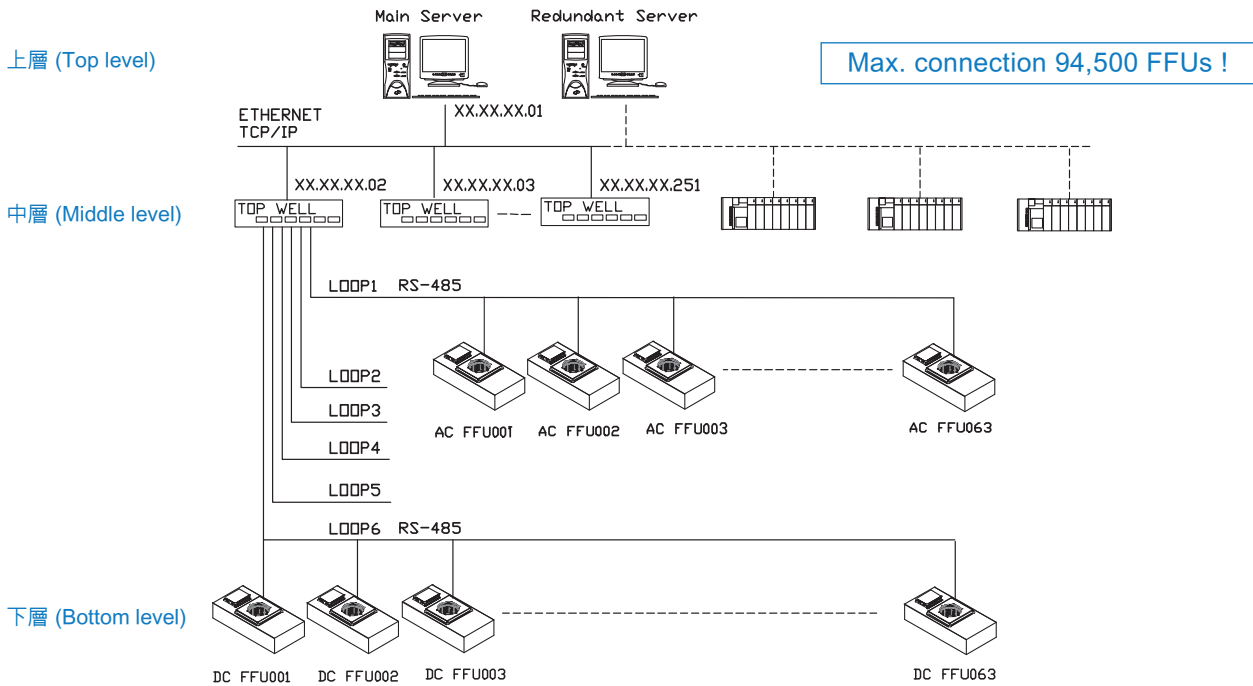 Main Server
Redundant Server
上層 (Top level)
Max. connection 94,500 FFUs !
XX.XX.XX.01
ETHERNET
TCP/IP
XX.XX.XX.02
XX.XX.XX.03
XX.XX.XX.251
中層 (Middle level)
TOP WELL
TOP WELL
TOP WELL
LOOP1 RS-485
LOOP2
LOOP3
LOOP4
LOOP5
AC FFU001
AC FFU002
AC FFU003
AC FFU063
LOOP6 RS-485
下層 (Bottom level)
DC FFU001
DC FFU002
DC FFU003
DC FFU063